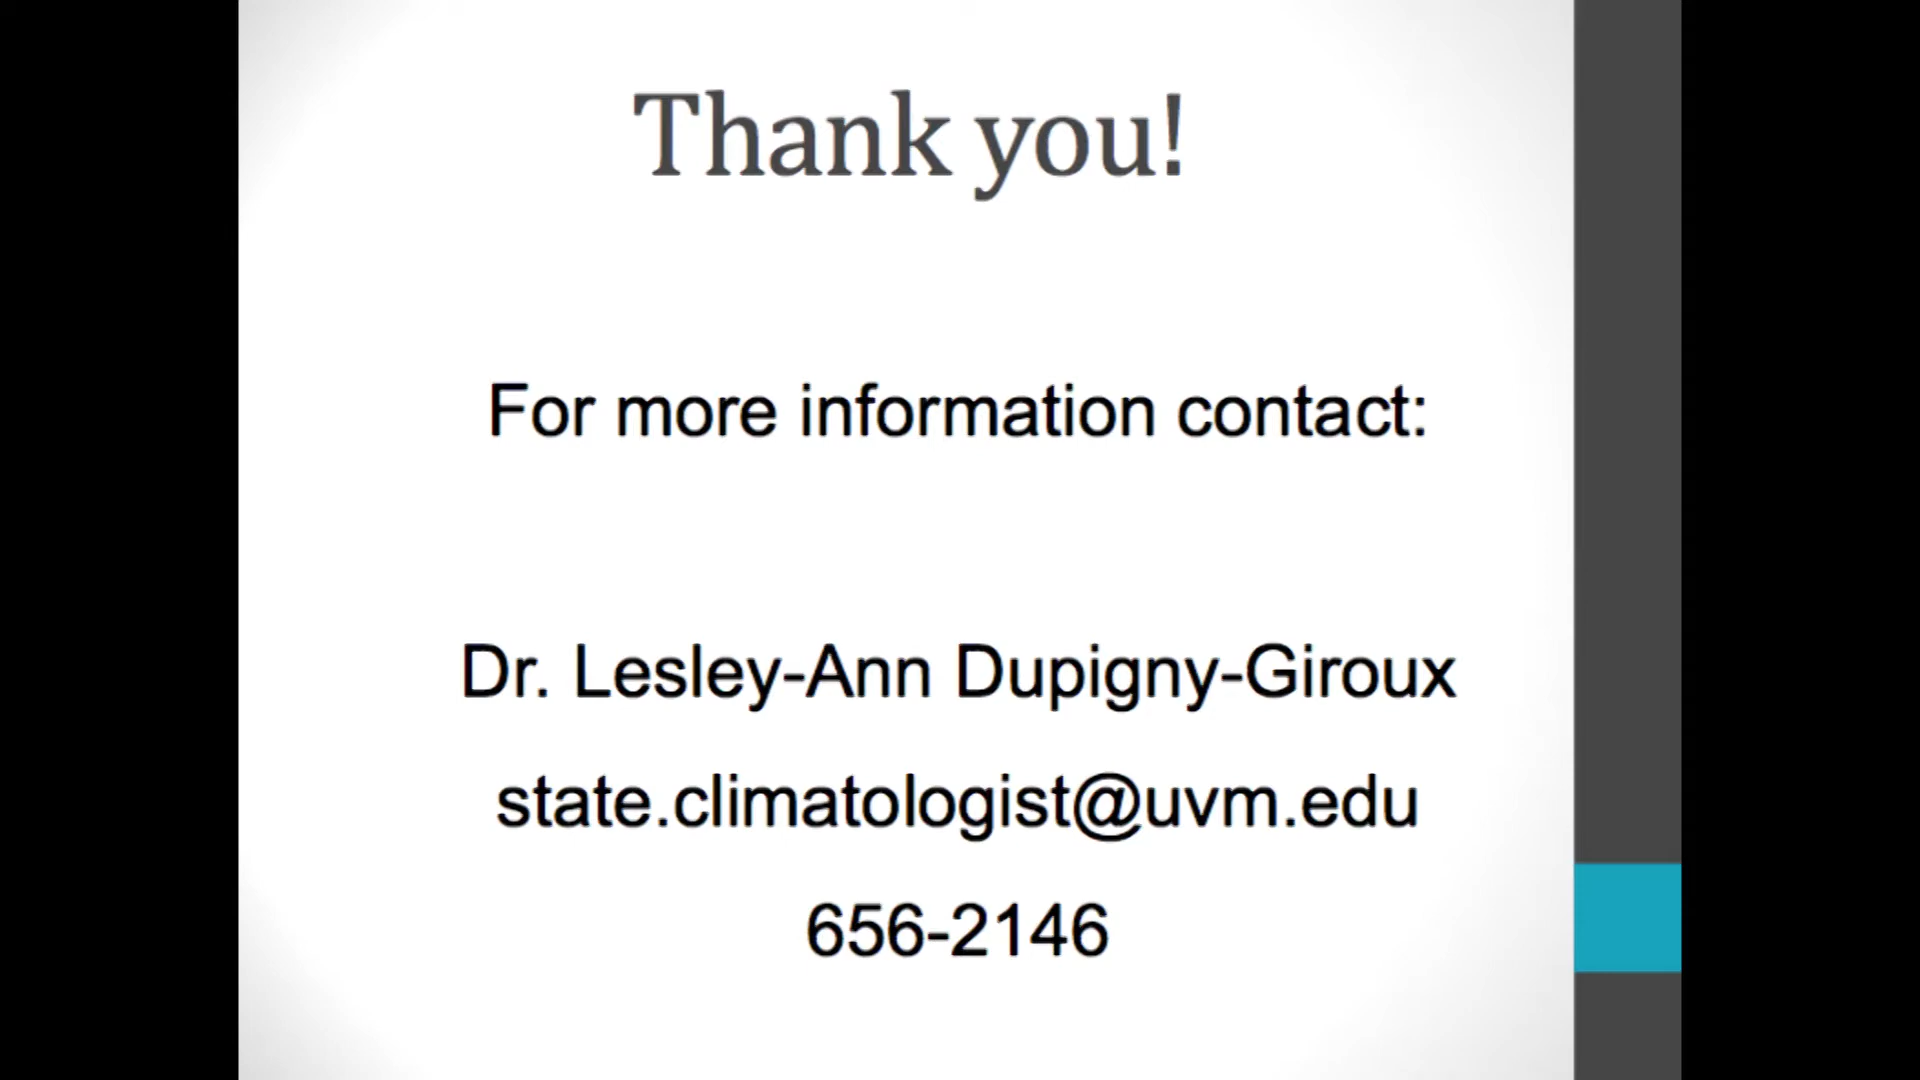 Thank you!
For more information contact:
Dr. Lesley-Ann Dupigny-Giroux
state.climatologist@uvm.edu
656-2146